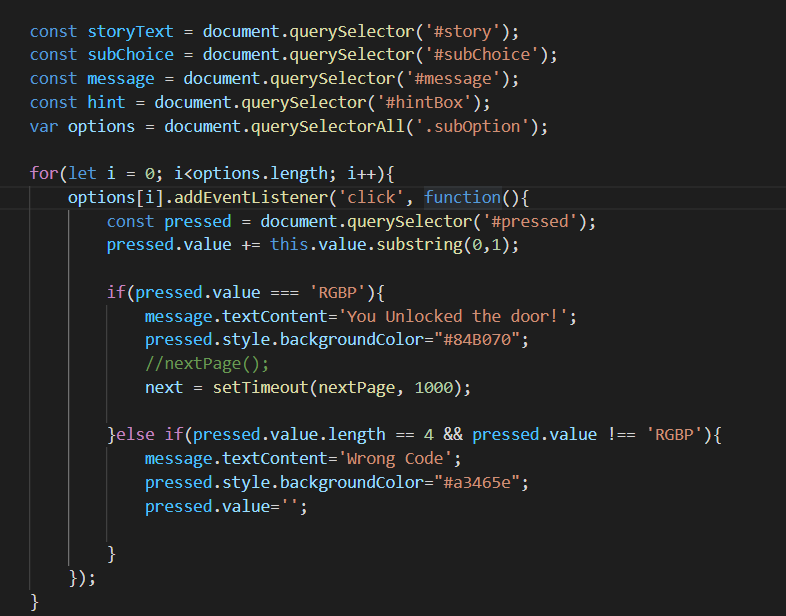 const storyText = document.querySelector('#story');
const subChoice = document.querySelector('#subChoice');
const message = document.querySelector('#message');
const hint = document.querySelector('#hintBox');
var options = document.querySelectorAll('.subOption');

for(let i = 0; i<options.length; i++){
    options[i].addEventListener('click', function(){
        const pressed = document.querySelector('#pressed');
        pressed.value += this.value.substring(0,1);

        if(pressed.value === 'RGBP'){
            message.textContent='You Unlocked the door!';
            pressed.style.backgroundColor="#84B070";
            //nextPage();
            next = setTimeout(nextPage, 1000);

        }else if(pressed.value.length == 4 && pressed.value !== 'RGBP'){
            message.textContent='Wrong Code';
            pressed.style.backgroundColor="#a3465e";
            pressed.value='';

        }
    });
}